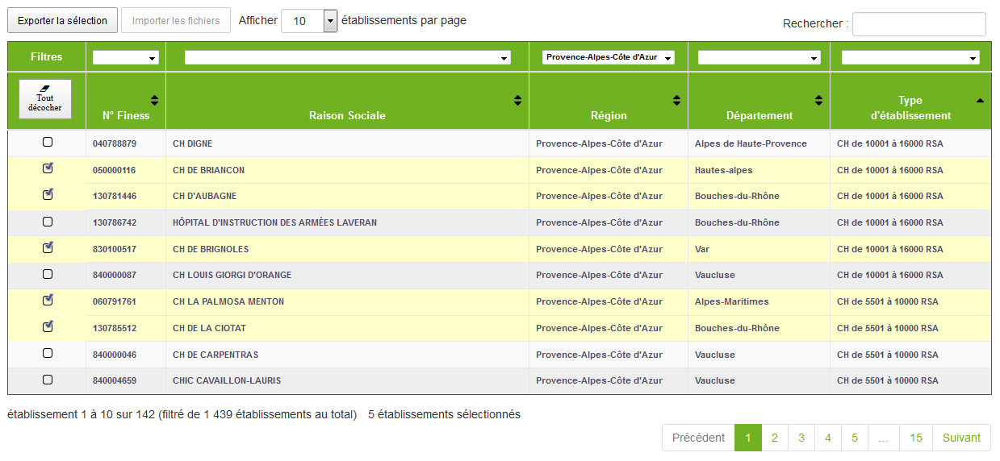 Exporter la sélection Importer les fichiers Afficher 10 établissements par page
Rechercher :
Filtres Provence-Alpes-Côte d'Azur
Tout
décocher
N° Finess Raison Sociale Région Département Type
d'établissement
040788879 CH DIGNE Provence-Alpes-Côte d'Azur Alpes de Haute-Provence CH de 10001 à 16000 RSA
050000116 CH DE BRIANCON Provence-Alpes-Côte d'Azur Hautes-alpes CH de 10001 à 16000 RSA
130781446 CH D'AUBAGNE Provence-Alpes-Côte d'Azur Bouches-du-Rhône CH de 10001 à 16000 RSA
130786742 HÔPITAL D'INSTRUCTION DES ARMÉES LAVERAN Provence-Alpes-Côte d'Azur Bouches-du-Rhône CH de 10001 à 16000 RSA
830100517 CH DE BRIGNOLES Provence-Alpes-Côte d'Azur Var CH de 10001 à 16000 RSA
840000087 CH LOUIS GIORGI D'ORANGE Provence-Alpes-Côte d'Azur Vaucluse CH de 10001 à 16000 RSA
060791761 CH LA PALMOSA MENTON Provence-Alpes-Côte d'Azur Alpes-Maritimes CH de 5501 à 10000 RSA
130785512 CH DE LA CIOTAT Provence-Alpes-Côte d'Azur Bouches-du-Rhône CH de 5501 à 10000 RSA
840000046 CH DE CARPENTRAS Provence-Alpes-Côte d'Azur Vaucluse CH de 5501 à 10000 RSA
840004659 CHIC CAVAILLON-LAURIS Provence-Alpes-Côte d'Azur Vaucluse CH de 5501 à 10000 RSA
établissement 1 à 10 sur 142 (filtré de 1 439 établissements au total) 5 établissements sélectionnés
Précédent 1 2 3 4 5 … 15 Suivant